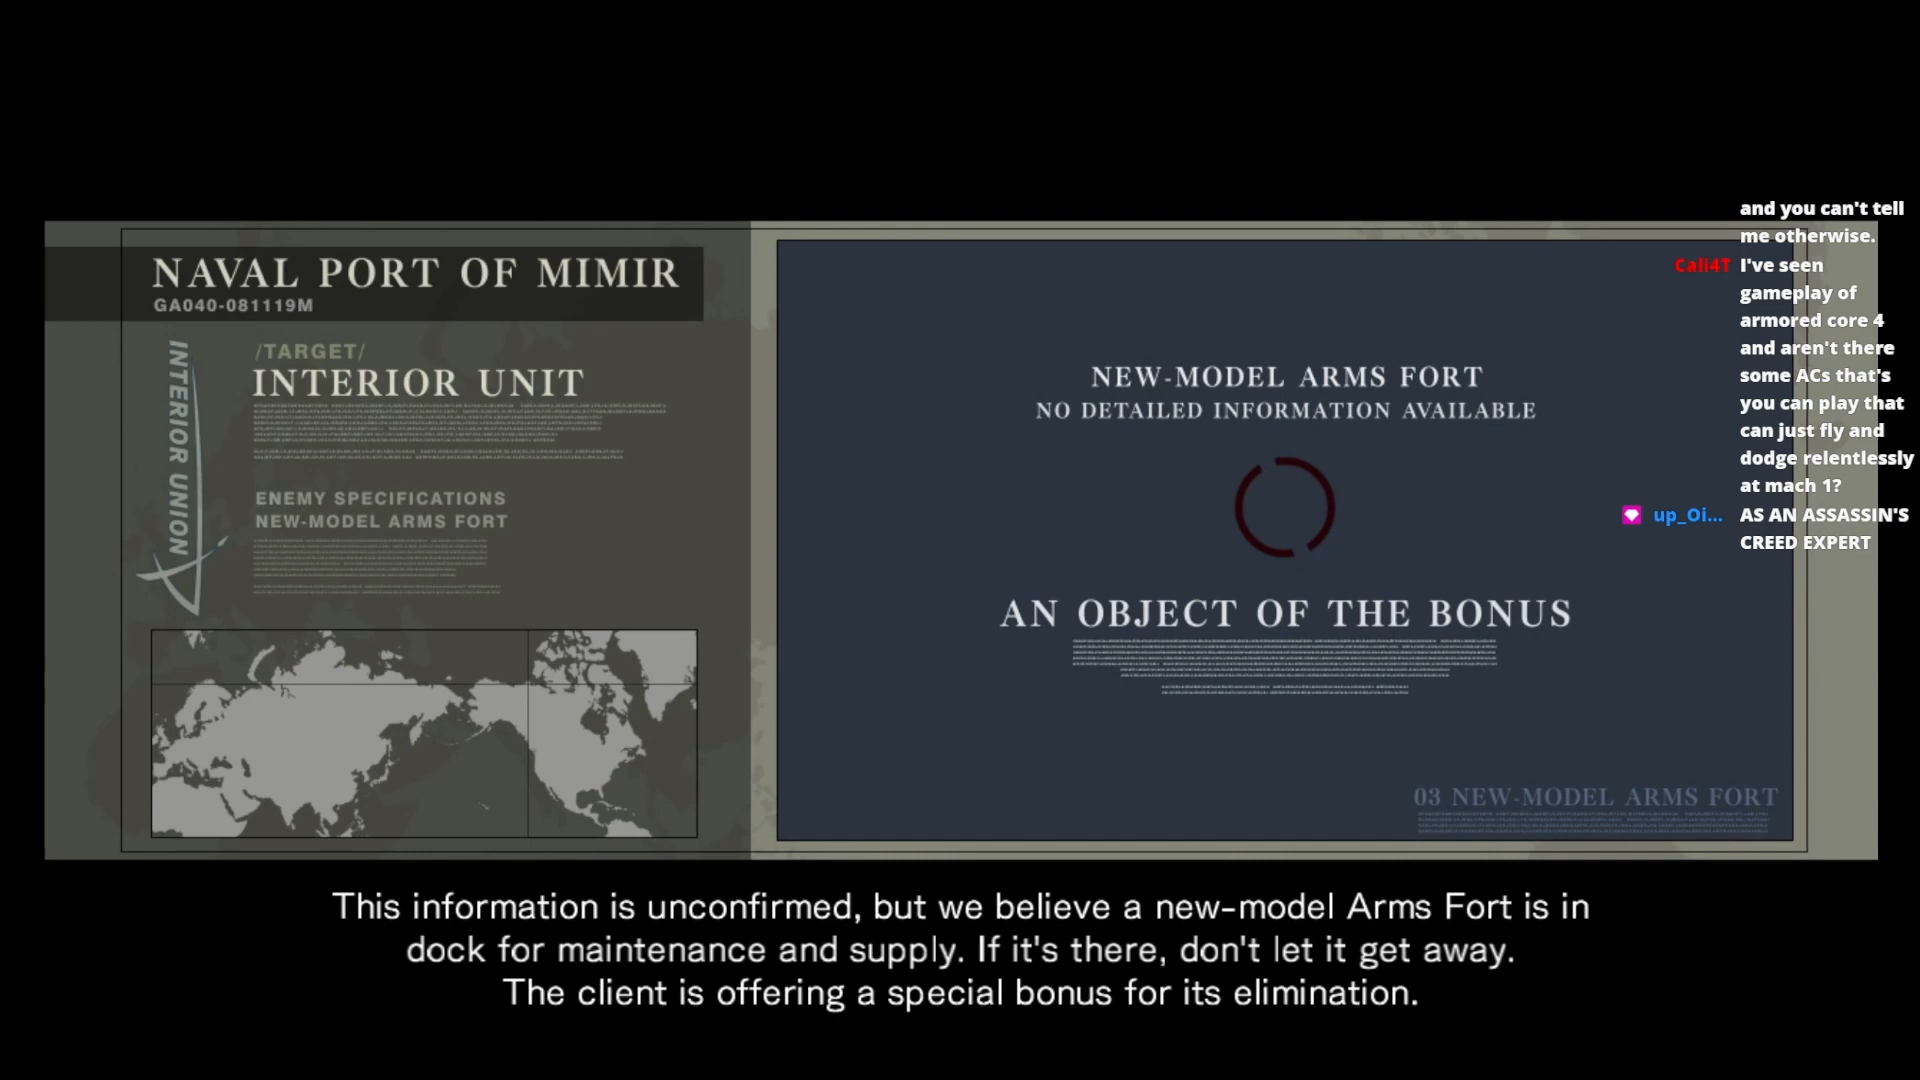 NAVAL PORT OF MIMIR
GA040-081119M
INTERIOR UNION
/TARGET/
INTERIOR UNIT
ENEMY SPECIFICATIONS
NEW-MODEL ARMS FORT
NEW-MODEL ARMS FORT
NO DETAILED INFORMATION AVAILABLE
AN OBJECT OF THE BONUS
03 NEW-MODEL ARMS FORT
and you can't tell
me otherwise.
Cali4T I've seen
gameplay of
armored core 4
and aren't there
some ACs that's
you can play that
can just fly and
dodge relentlessly
at mach 1?
up_Oi... AS AN ASSASSIN'S
CREED EXPERT
This information is unconfirmed, but we believe a new-model Arms Fort is in
dock for maintenance and supply. If it's there, don't let it get away.
The client is offering a special bonus for its elimination.